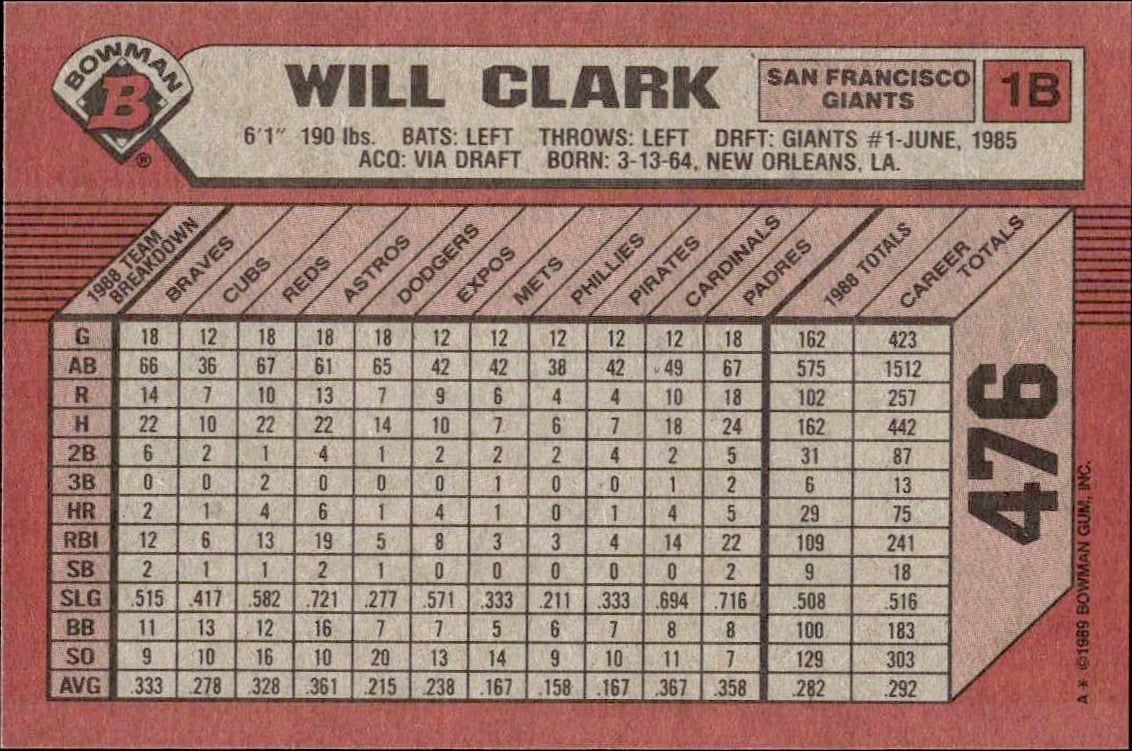 BOWMAN
B
®
WILL CLARK
SAN FRANCISCO
GIANTS
1B
6'1" 190 lbs. BATS: LEFT THROWS: LEFT DRFT: GIANTS #1-JUNE, 1985
ACQ: VIA DRAFT BORN: 3-13-64, NEW ORLEANS, LA.
1988 TEAM
BREAKDOWN
BRAVES
CUBS
REDS
ASTROS
DODGERS
EXPOS
METS
PHILLIES
PIRATES
CARDINALS
PADRES
1988 TOTALS
CAREER
TOTALS
G 18 12 18 18 18 12 12 12 12 12 18 162 423
AB 66 36 67 61 65 42 42 38 42 49 67 575 1512
R 14 7 10 13 7 9 6 4 4 10 18 102 257
H 22 10 22 22 14 10 7 6 7 18 24 162 442
2B 6 2 1 4 1 2 2 2 4 2 5 31 87
3B 0 0 2 0 0 0 1 0 0 1 2 6 13
HR 2 1 4 6 1 4 1 0 1 4 5 29 75
RBI 12 6 13 19 5 8 3 3 4 14 22 109 241
SB 2 1 1 2 1 0 0 0 0 0 2 9 18
SLG .515 .417 .582 .721 .277 .571 .333 .211 .333 .694 .716 .508 .516
BB 11 13 12 16 7 7 5 6 7 8 8 100 183
SO 9 10 16 10 20 13 14 9 10 11 7 129 303
AVG .333 .278 .328 .361 .215 .238 .167 .158 .167 .367 .358 .282 .292
476
A * ©1989 BOWMAN GUM, INC.